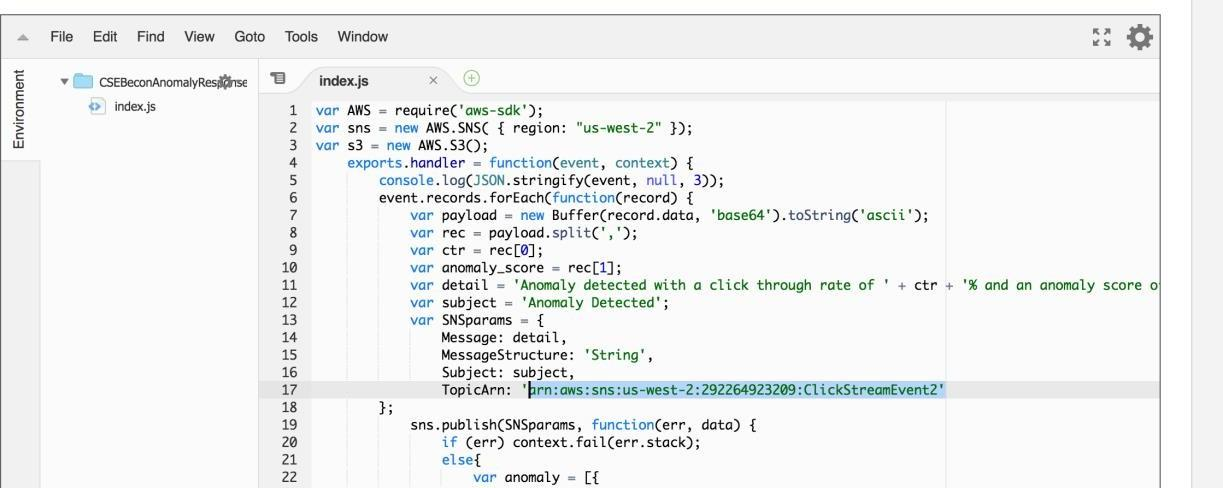 File Edit Find View Goto Tools Window
Environment
CSEBeconAnomalyResponse
index.js
index.js ×
1 var AWS = require('aws-sdk');
2 var sns = new AWS.SNS( { region: "us-west-2" });
3 var s3 = new AWS.S3();
4 exports.handler = function(event, context) {
5 console.log(JSON.stringify(event, null, 3));
6 event.records.forEach(function(record) {
7 var payload = new Buffer(record.data, 'base64').toString('ascii');
8 var rec = payload.split(',');
9 var ctr = rec[0];
10 var anomaly_score = rec[1];
11 var detail = 'Anomaly detected with a click through rate of ' + ctr + '% and an anomaly score o
12 var subject = 'Anomaly Detected';
13 var SNSparams = {
14 Message: detail,
15 MessageStructure: 'String',
16 Subject: subject,
17 TopicArn: 'arn:aws:sns:us-west-2:292264923209:ClickStreamEvent2'
18 };
19 sns.publish(SNSparams, function(err, data) {
20 if (err) context.fail(err.stack);
21 else{
22 var anomaly = [{